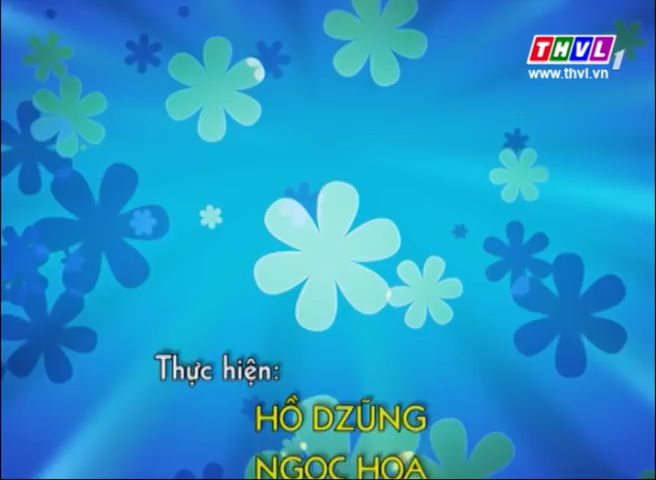 THVL1
www.thvl.vn
Thực hiện:
HỒ DZŨNG
NGỌC HOA